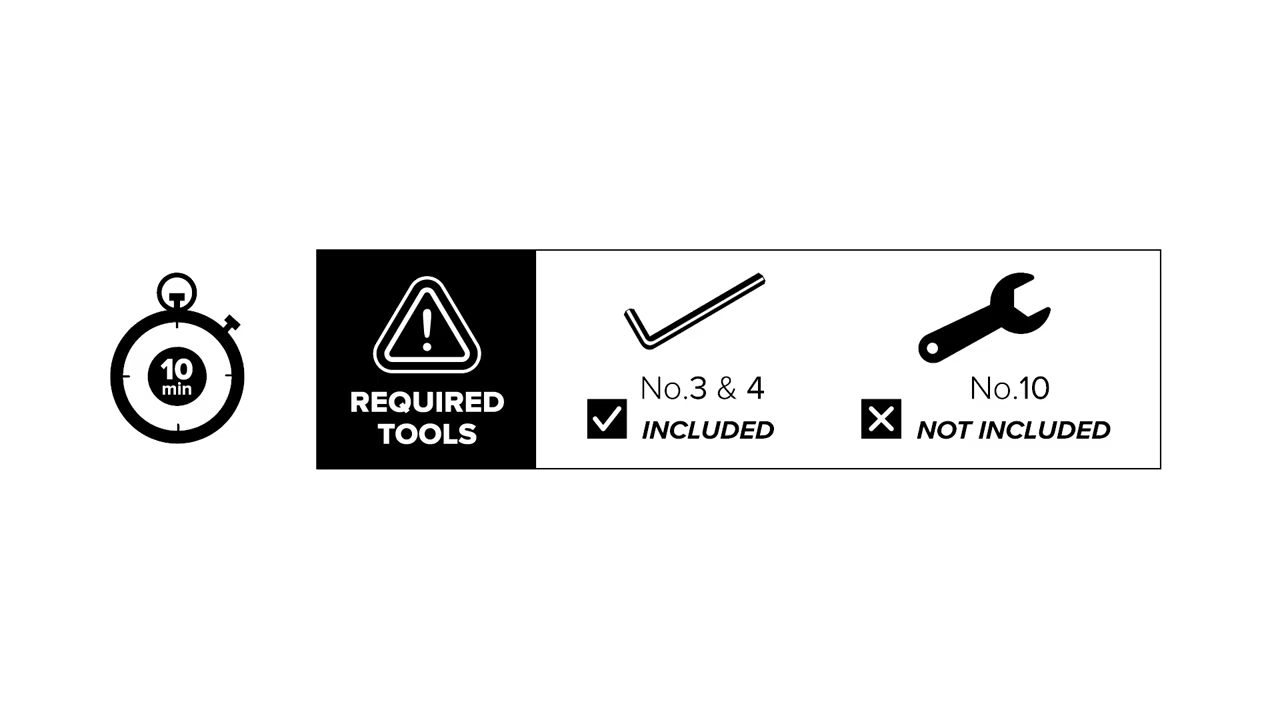 10
min
REQUIRED
TOOLS
No.3 & 4
INCLUDED
No.10
NOT INCLUDED